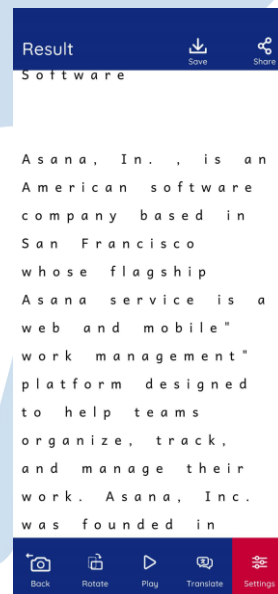 Result
Save
Share
Software
Asana, In. , is an
American software
company based in
San Francisco
whose flagship
Asana service is a
web and mobile"
work management"
platform designed
to help teams
organize, track,
and manage their
work. Asana, Inc.
was founded in
Back
Rotate
Play
Translate
Settings